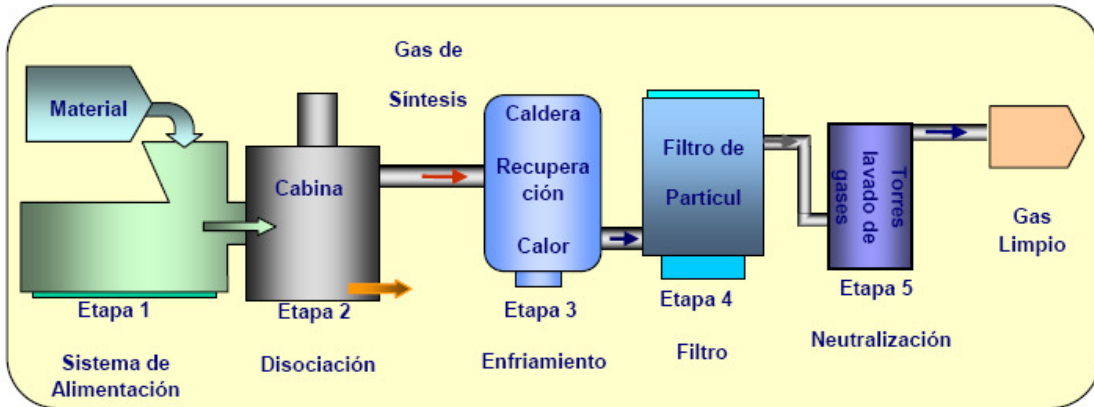 Gas de
Síntesis
Material
Cabina
Caldera
Recupera
ción
Calor
Filtro de
Partícul
Torres
lavado de
gases
Gas
Limpio
Etapa 1
Sistema de
Alimentación
Etapa 2
Disociación
Etapa 3
Enfriamiento
Etapa 4
Filtro
Etapa 5
Neutralización